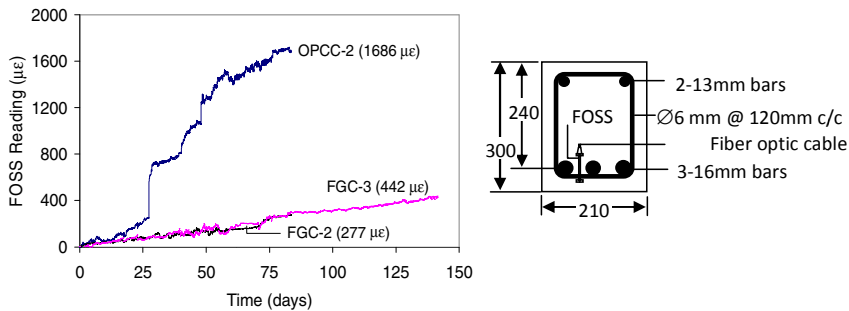 FOSS Reading (µε)
2000
1600
1200
800
400
0
OPCC-2 (1686 µε)
FGC-3 (442 µε)
FGC-2 (277 µε)
0 25 50 75 100 125 150
Time (days)
240
300
210
FOSS
2-13mm bars
∅6 mm @ 120mm c/c
Fiber optic cable
3-16mm bars